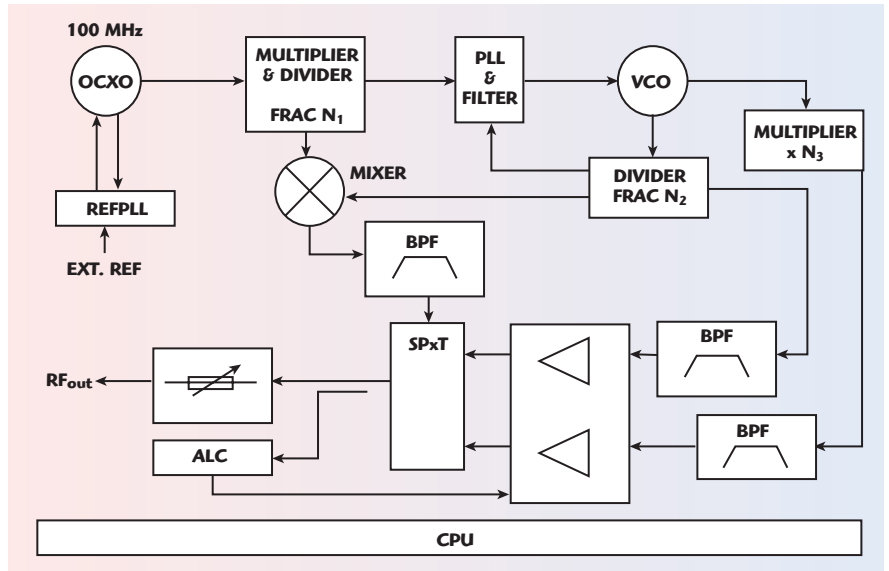 100 MHz
OCXO
MULTIPLIER
& DIVIDER
FRAC N₁
PLL
&
FILTER
VCO
MULTIPLIER
x N₃
MIXER
DIVIDER
FRAC N₂
REFPLL
EXT. REF
BPF
SPxT
BPF
RFout
BPF
ALC
CPU